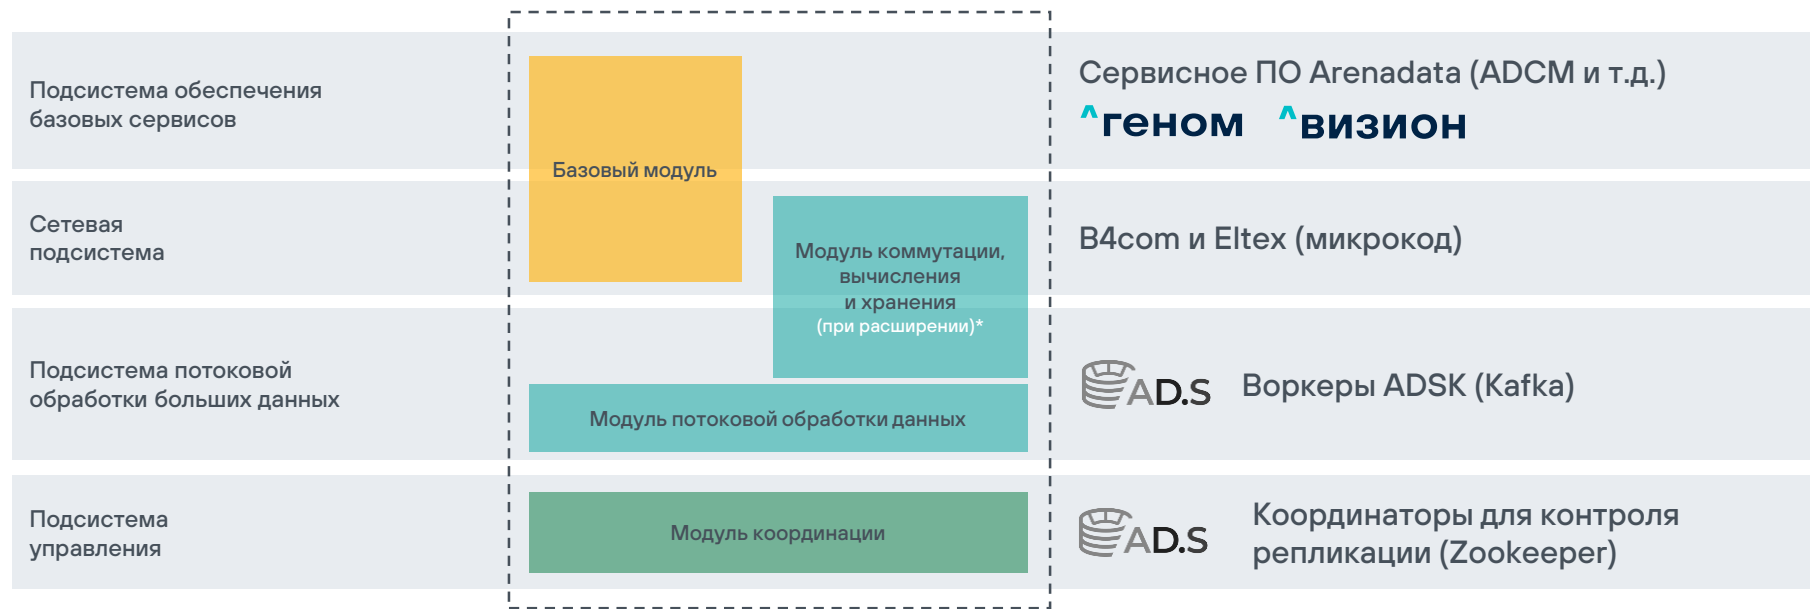 Подсистема обеспечения
базовых сервисов
Базовый модуль
Сервисное ПО Arenadata (ADCM и т.д.)
^геном ^визион
Сетевая
подсистема
Модуль коммутации,
вычисления
и хранения
(при расширении)*
B4com и Eltex (микрокод)
Подсистема потоковой
обработки больших данных
Модуль потоковой обработки данных
AD.S
Воркеры ADSK (Kafka)
Подсистема
управления
Модуль координации
AD.S
Координаторы для контроля
репликации (Zookeeper)